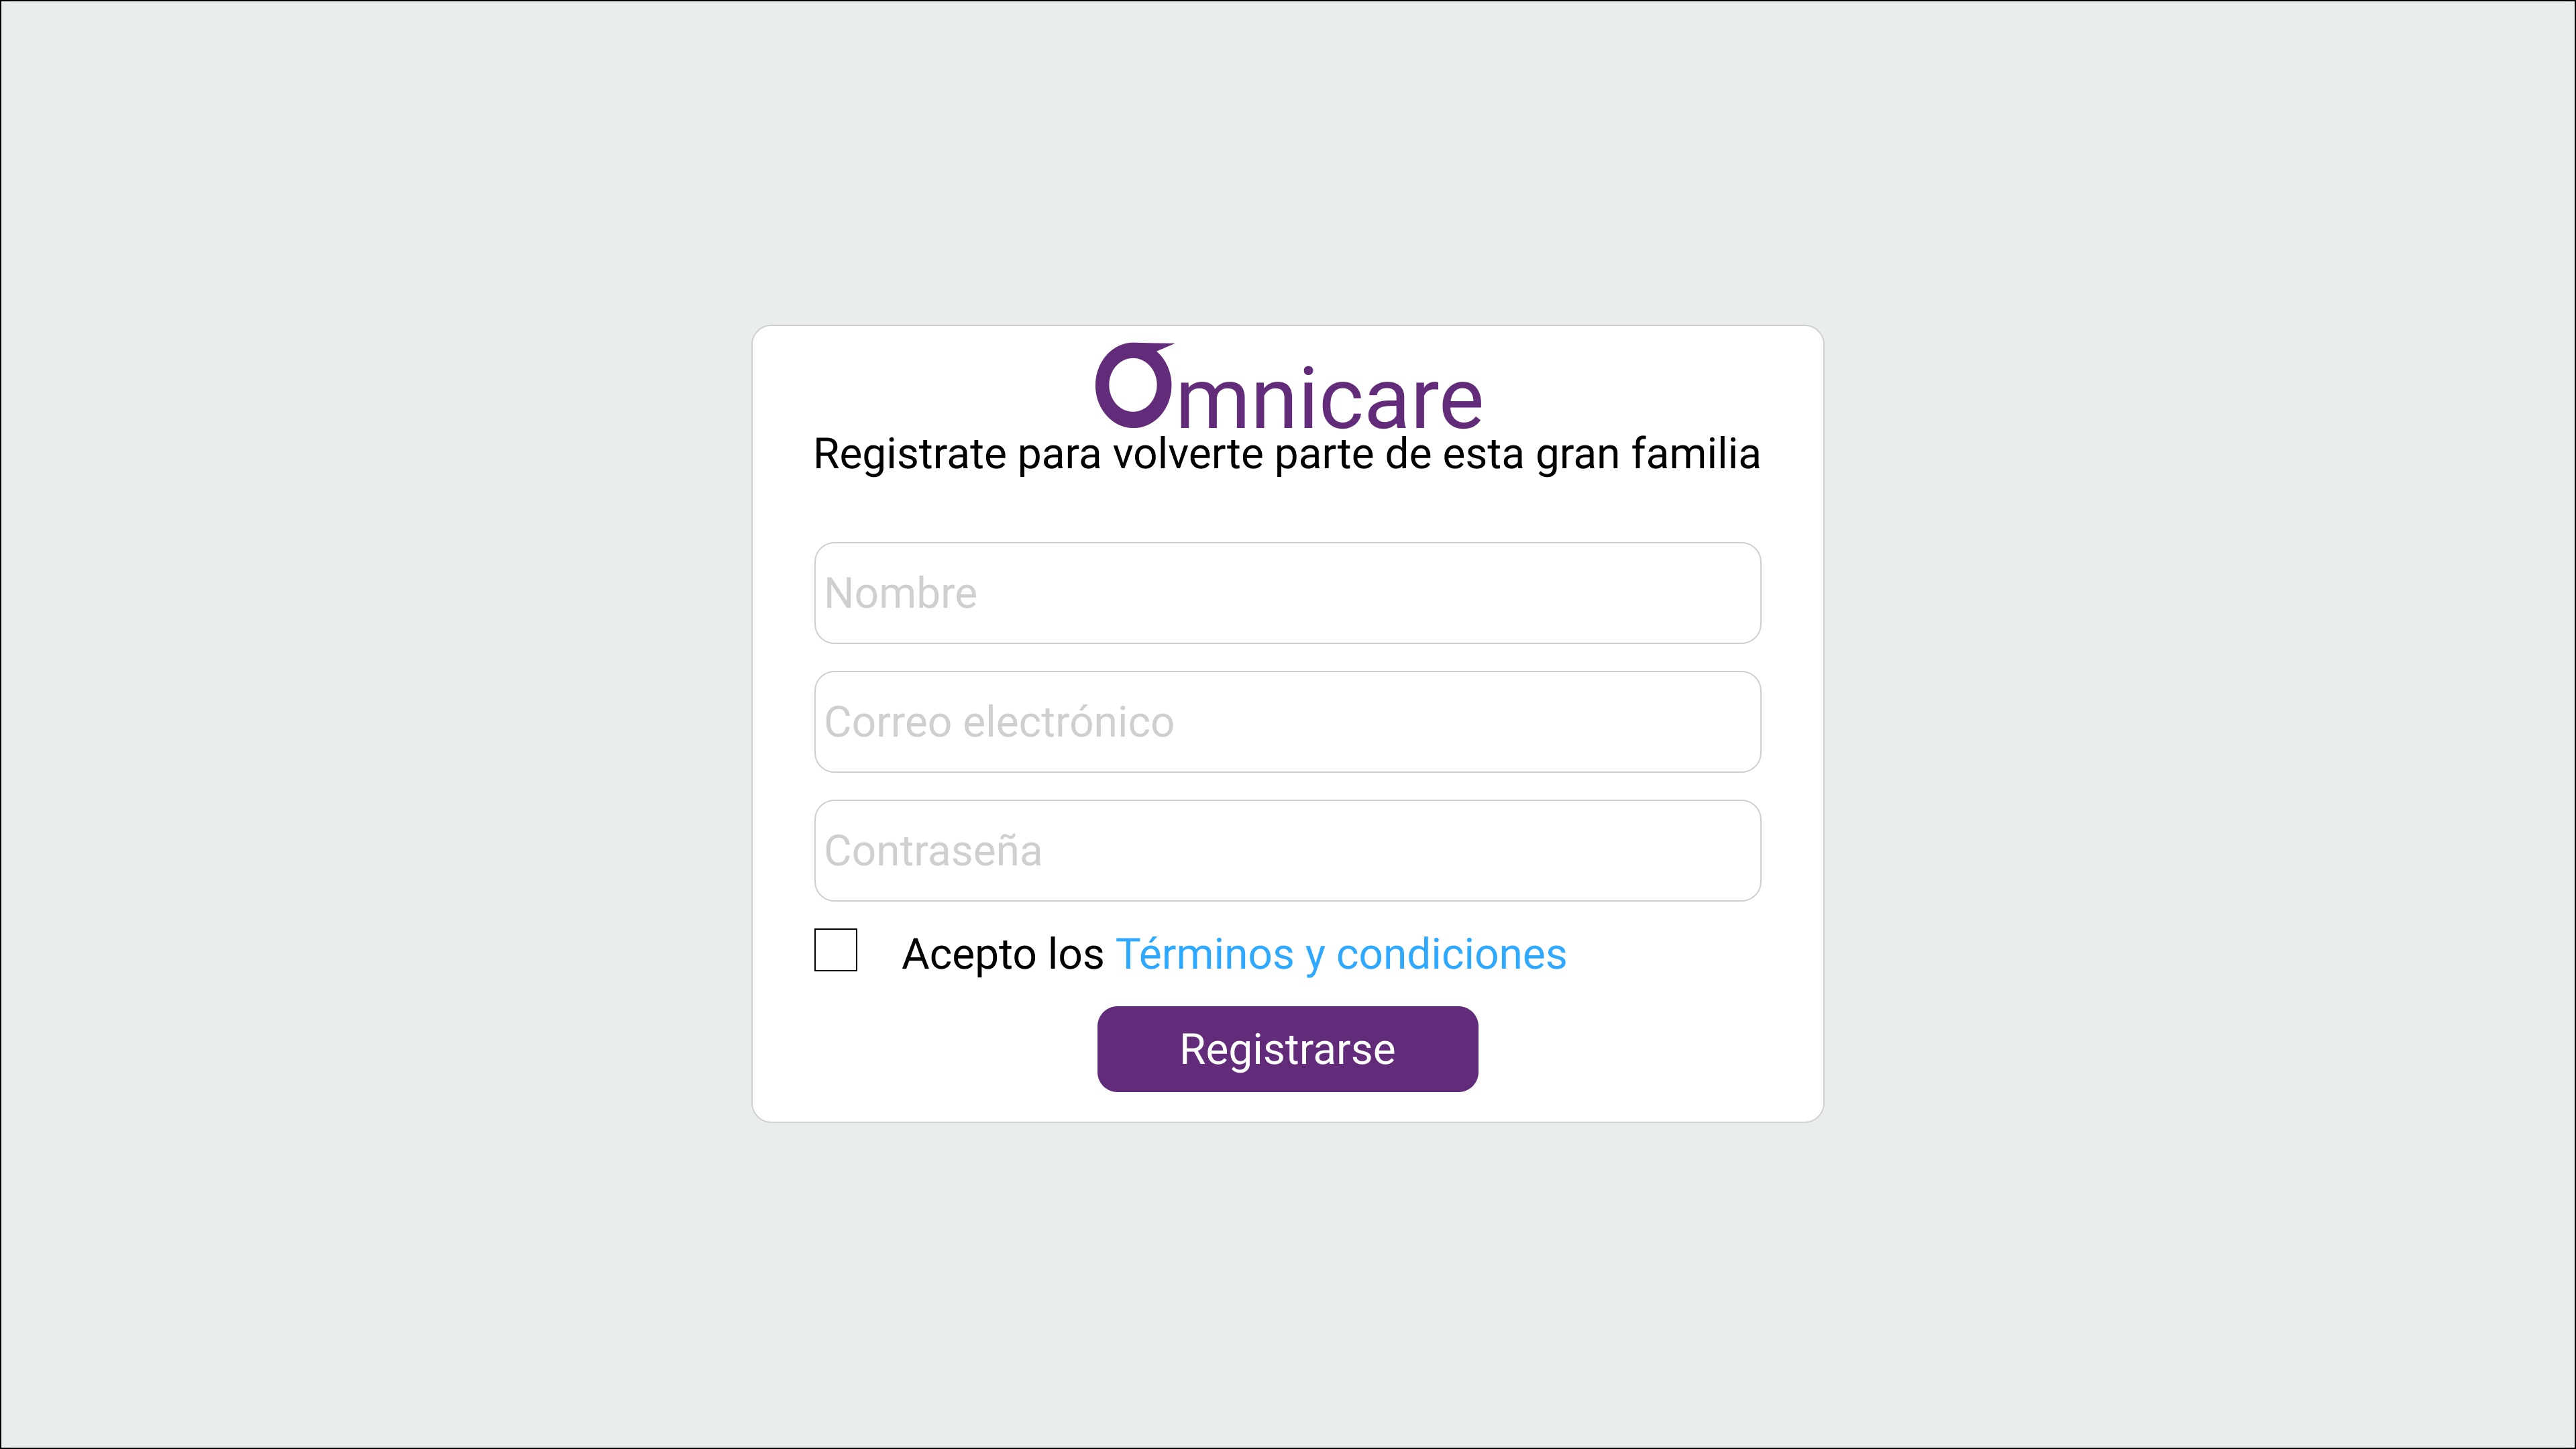 Omnicare
Registrate para volverte parte de esta gran familia
Nombre
Correo electrónico
Contraseña
Acepto los Términos y condiciones
Registrarse